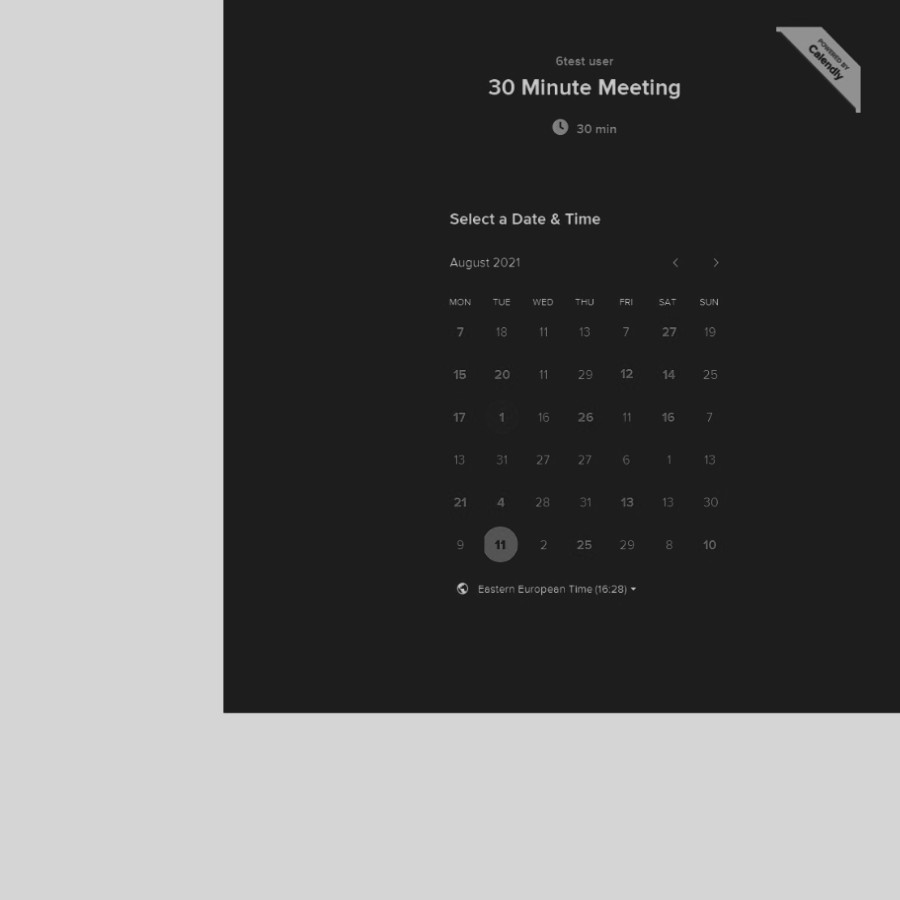 POWERED BY
Calendly
6test user
30 Minute Meeting
30 min
Select a Date & Time
August 2021
MON TUE WED THU FRI SAT SUN
7 18 11 13 7 27 19
15 20 11 29 12 14 25
17 1 16 26 11 16 7
13 31 27 27 6 1 13
21 4 28 31 13 13 30
9 11 2 25 29 8 10
Eastern European Time (16:28)